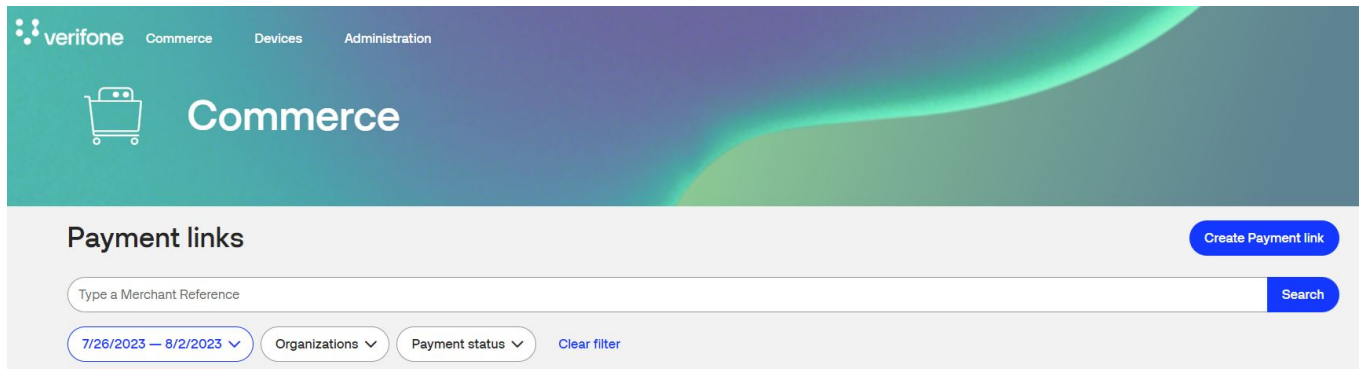 verifone Commerce Devices Administration
Commerce
Payment links
Create Payment link
Type a Merchant Reference
Search
7/26/2023 — 8/2/2023 Organizations Payment status Clear filter